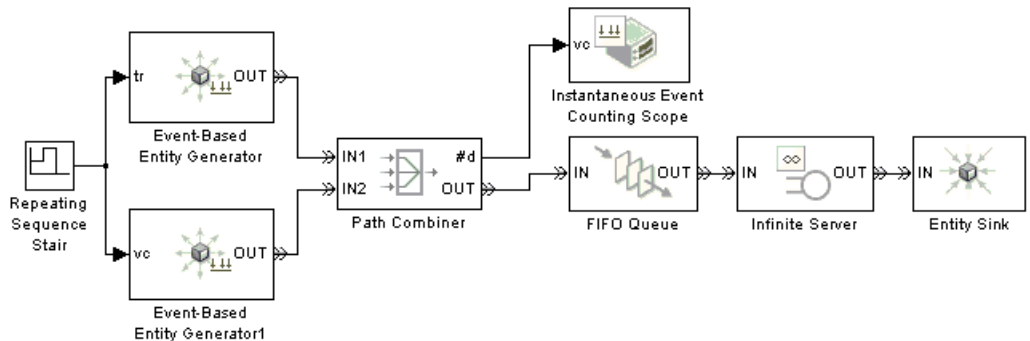 tr
OUT
Event-Based
Entity Generator
vc
Instantaneous Event
Counting Scope
Repeating
Sequence
Stair
IN1
#d
IN2
OUT
Path Combiner
IN
OUT
FIFO Queue
IN
∞
OUT
Infinite Server
IN
Entity Sink
vc
OUT
Event-Based
Entity Generator1